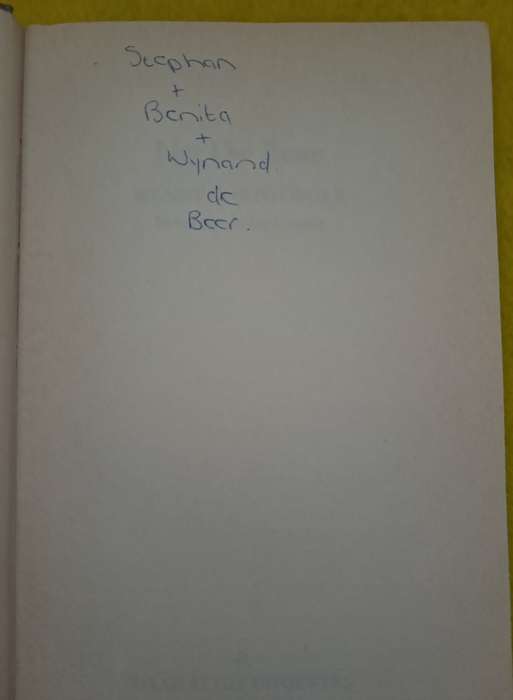 Stephan
+
Benita
+
Wynand
de
Beer.